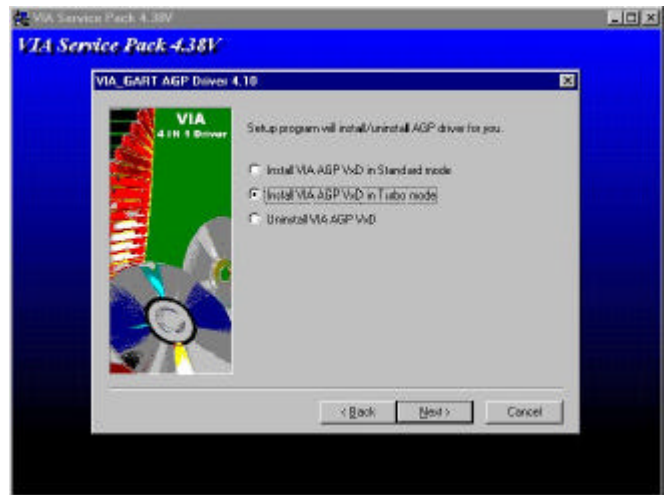 VIA Service Pack 4.38V
VIA Service Pack 4.38V
VIA_GART AGP Driver 4.10
VIA
4 IN 1 Driver
Setup program will install/uninstall AGP driver for you.
Install VIA AGP VxD in Standard mode
Install VIA AGP VxD in Turbo mode
Uninstall VIA AGP VxD
< Back
Next >
Cancel